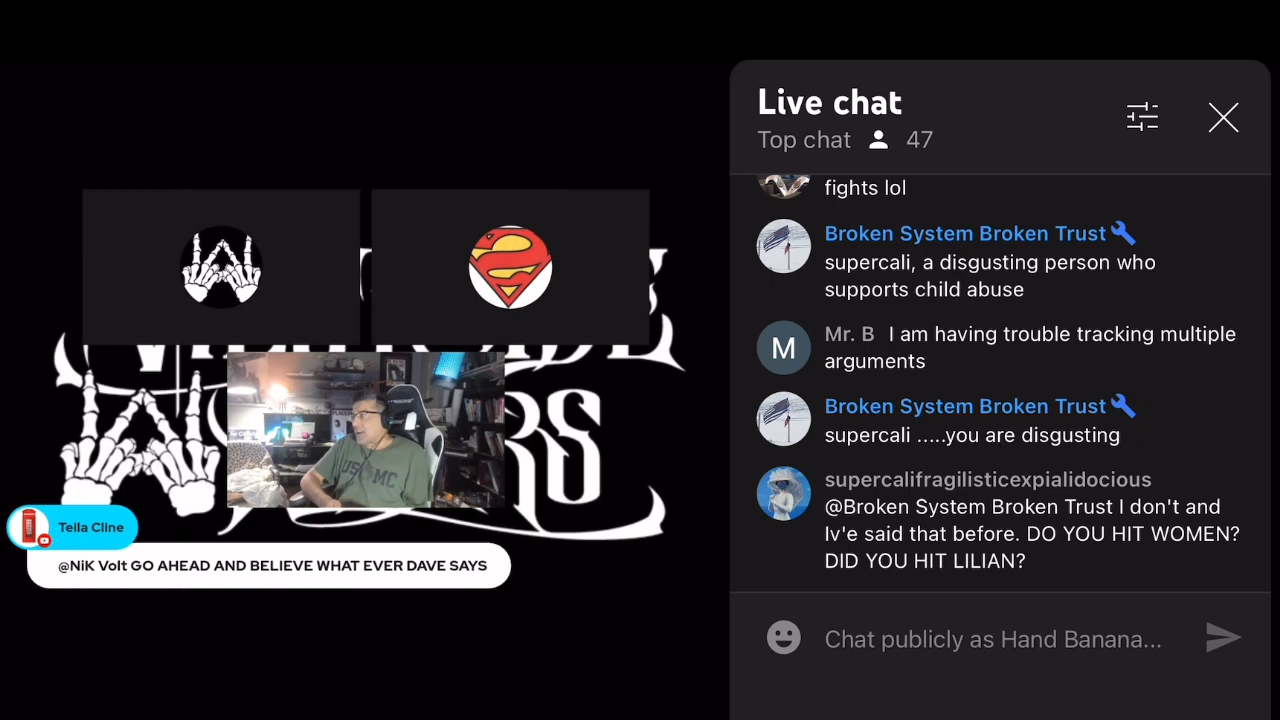 Live chat
Top chat 47
fights lol
Broken System Broken Trust
supercali, a disgusting person who
supports child abuse
Mr. B I am having trouble tracking multiple
arguments
Broken System Broken Trust
supercali .....you are disgusting
supercalifragilisticexpialidocious
@Broken System Broken Trust I don't and
Iv'e said that before. DO YOU HIT WOMEN?
DID YOU HIT LILIAN?
Chat publicly as Hand Banana...
M
USMC
Tella Cline
@NiK Volt GO AHEAD AND BELIEVE WHAT EVER DAVE SAYS